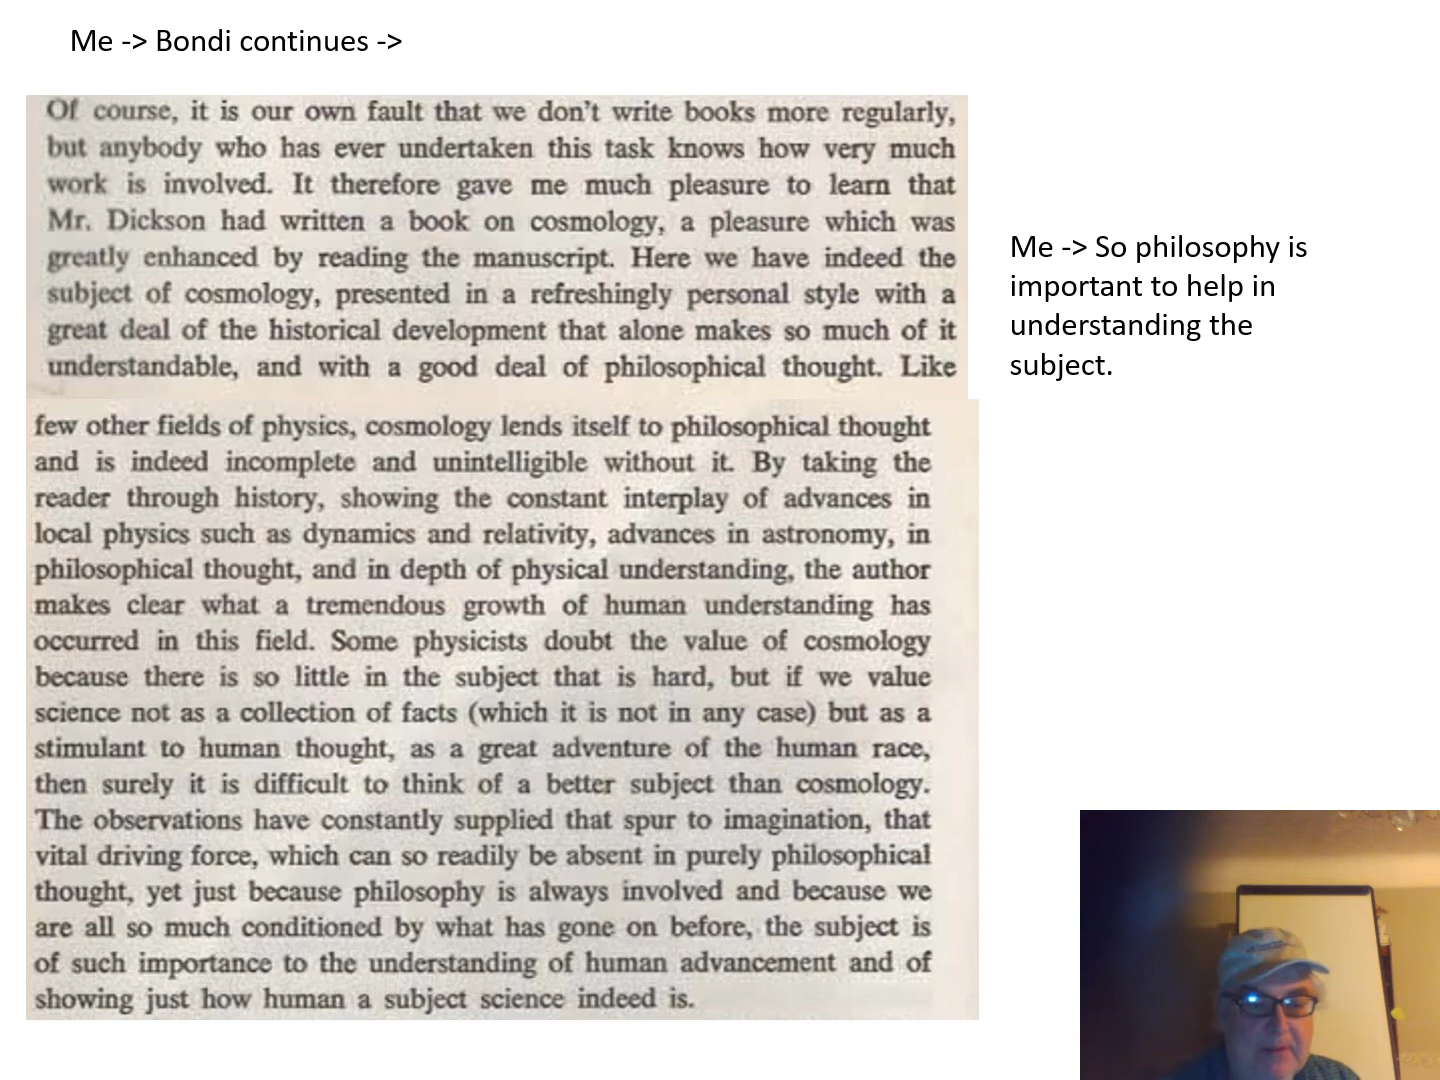 Me -> Bondi continues ->
Of course, it is our own fault that we don't write books more regularly,
but anybody who has ever undertaken this task knows how very much
work is involved. It therefore gave me much pleasure to learn that
Mr. Dickson had written a book on cosmology, a pleasure which was
greatly enhanced by reading the manuscript. Here we have indeed the
subject of cosmology, presented in a refreshingly personal style with a
great deal of the historical development that alone makes so much of it
understandable, and with a good deal of philosophical thought. Like
few other fields of physics, cosmology lends itself to philosophical thought
and is indeed incomplete and unintelligible without it. By taking the
reader through history, showing the constant interplay of advances in
local physics such as dynamics and relativity, advances in astronomy, in
philosophical thought, and in depth of physical understanding, the author
makes clear what a tremendous growth of human understanding has
occurred in this field. Some physicists doubt the value of cosmology
because there is so little in the subject that is hard, but if we value
science not as a collection of facts (which it is not in any case) but as a
stimulant to human thought, as a great adventure of the human race,
then surely it is difficult to think of a better subject than cosmology.
The observations have constantly supplied that spur to imagination, that
vital driving force, which can so readily be absent in purely philosophical
thought, yet just because philosophy is always involved and because we
are all so much conditioned by what has gone on before, the subject is
of such importance to the understanding of human advancement and of
showing just how human a subject science indeed is.
Me -> So philosophy is
important to help in
understanding the
subject.